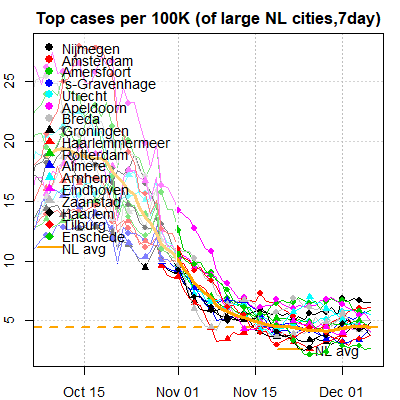 Top cases per 100K (of large NL cities,7day)
Nijmegen
Amsterdam
Amersfoort
's-Gravenhage
Utrecht
Apeldoorn
Breda
Groningen
Haarlemmermeer
Rotterdam
Almere
Arnhem
Eindhoven
Zaanstad
Haarlem
Tilburg
Enschede
NL avg
25
20
15
10
5
NL avg
Oct 15
Nov 01
Nov 15
Dec 01